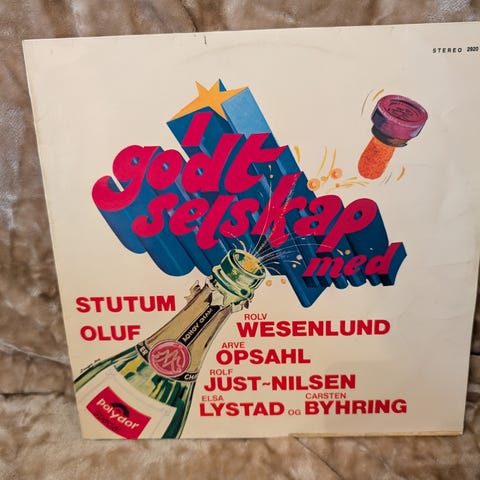 STEREO 2920
I
godt
selskap
med
STUTUM
OLUF
ROLV
WESENLUND
ARVE
OPSAHL
ROLF
JUST-NILSEN
ELSA
LYSTAD OG
CARSTEN
BYHRING
polydor